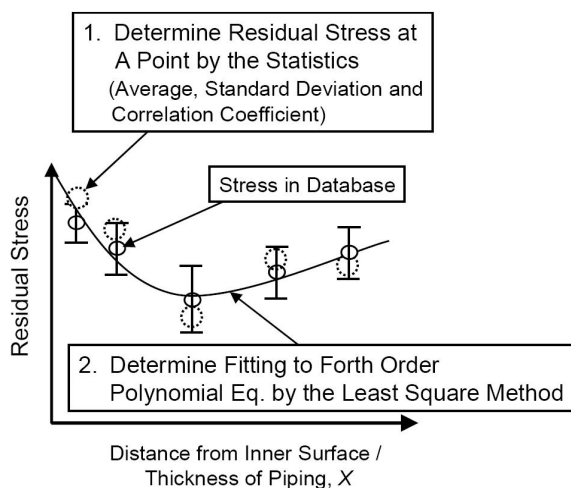 1. Determine Residual Stress at
A Point by the Statistics
(Average, Standard Deviation and
Correlation Coefficient)
Stress in Database
Residual Stress
2. Determine Fitting to Forth Order
Polynomial Eq. by the Least Square Method
Distance from Inner Surface /
Thickness of Piping, X